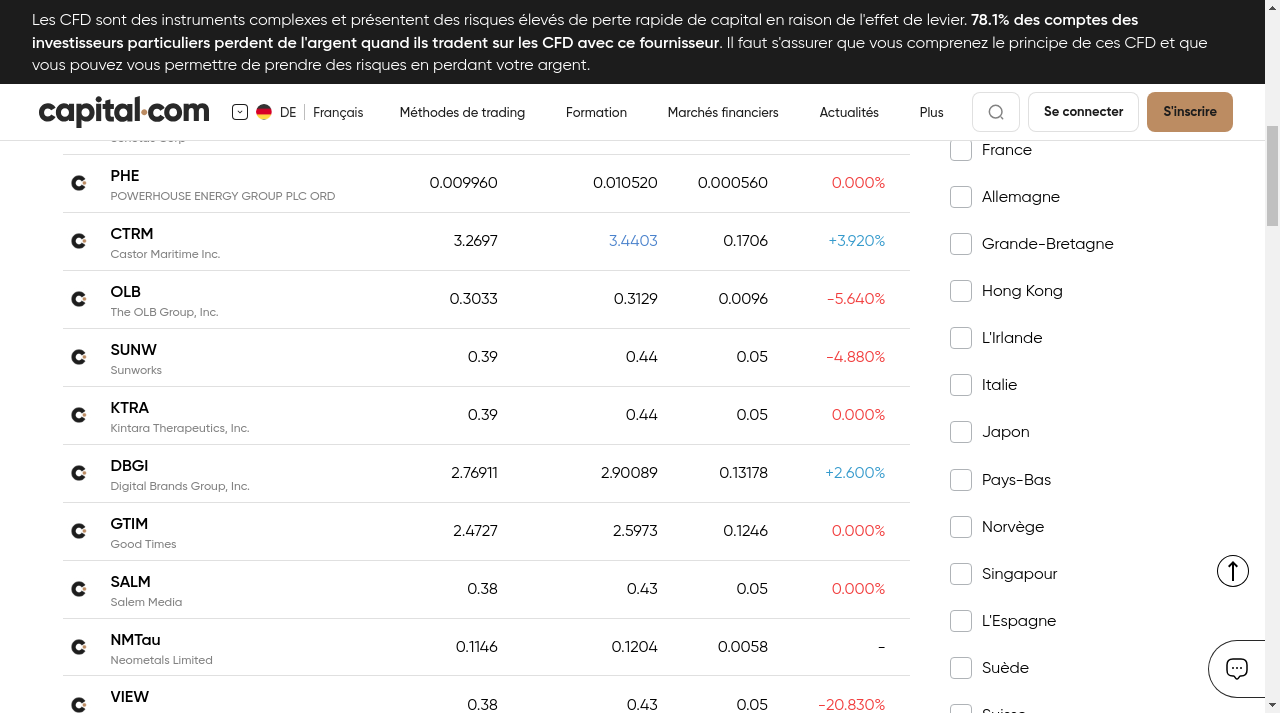 Les CFD sont des instruments complexes et présentent des risques élevés de perte rapide de capital en raison de l'effet de levier. 78.1% des comptes des
investisseurs particuliers perdent de l'argent quand ils tradent sur les CFD avec ce fournisseur. Il faut s'assurer que vous comprenez le principe de ces CFD et que
vous pouvez vous permettre de prendre des risques en perdant votre argent.
capital.com DE Français Méthodes de trading Formation Marchés financiers Actualités Plus Se connecter S'inscrire
France
PHE 0.009960 0.010520 0.000560 0.000%
POWERHOUSE ENERGY GROUP PLC ORD
Allemagne
CTRM 3.2697 3.4403 0.1706 +3.920%
Castor Maritime Inc.
Grande-Bretagne
OLB 0.3033 0.3129 0.0096 -5.640%
The OLB Group, Inc.
Hong Kong
SUNW 0.39 0.44 0.05 -4.880%
Sunworks
L'Irlande
KTRA 0.39 0.44 0.05 0.000%
Kintara Therapeutics, Inc.
Italie
Japon
DBGI 2.76911 2.90089 0.13178 +2.600%
Digital Brands Group, Inc.
Pays-Bas
GTIM 2.4727 2.5973 0.1246 0.000%
Good Times
Norvège
SALM 0.38 0.43 0.05 0.000%
Salem Media
Singapour
L'Espagne
NMTau 0.1146 0.1204 0.0058 -
Neometals Limited
Suède
VIEW 0.38 0.43 0.05 -20.830%